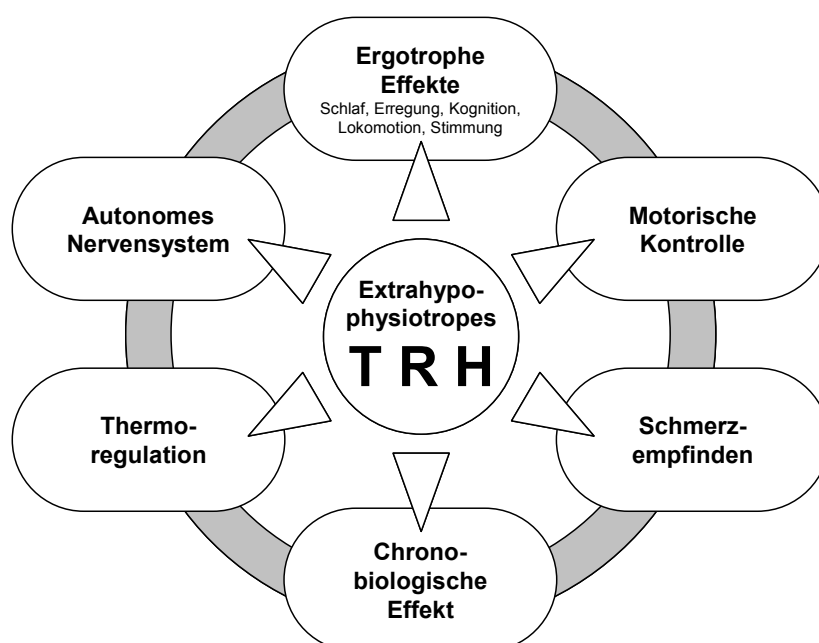 Ergotrophe
Effekte
Schlaf, Erregung, Kognition,
Lokomotion, Stimmung
Autonomes
Nervensystem
Motorische
Kontrolle
Extrahypo-
physiotropes
T R H
Thermo-
regulation
Schmerz-
empfinden
Chrono-
biologische
Effekt